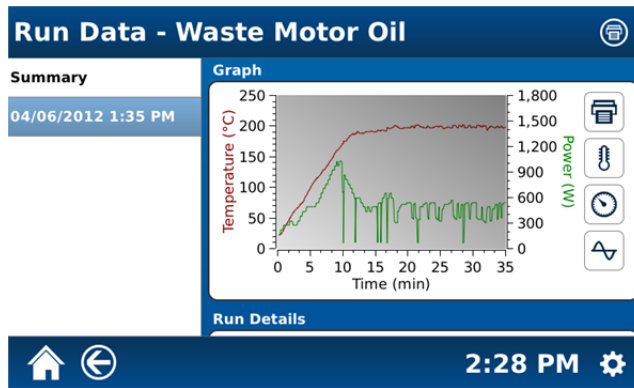 Run Data - Waste Motor Oil
Summary
04/06/2012 1:35 PM
Graph
Temperature (°C)
250
200
150
100
50
0
1,800
1,500
1,200
900
600
300
0
Power (W)
0 5 10 15 20 25 30 35
Time (min)
Run Details
2:28 PM